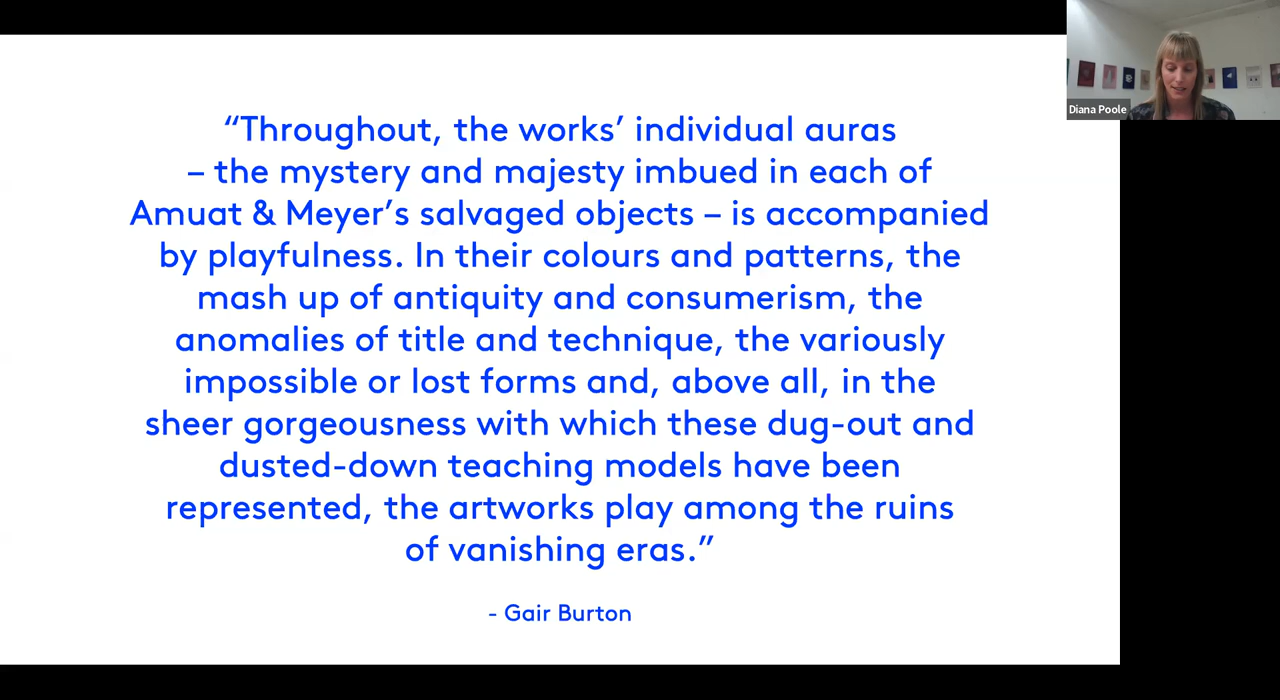 “Throughout, the works’ individual auras
– the mystery and majesty imbued in each of
Amuat & Meyer’s salvaged objects – is accompanied
by playfulness. In their colours and patterns, the
mash up of antiquity and consumerism, the
anomalies of title and technique, the variously
impossible or lost forms and, above all, in the
sheer gorgeousness with which these dug-out and
dusted-down teaching models have been
represented, the artworks play among the ruins
of vanishing eras.”
- Gair Burton
Diana Poole